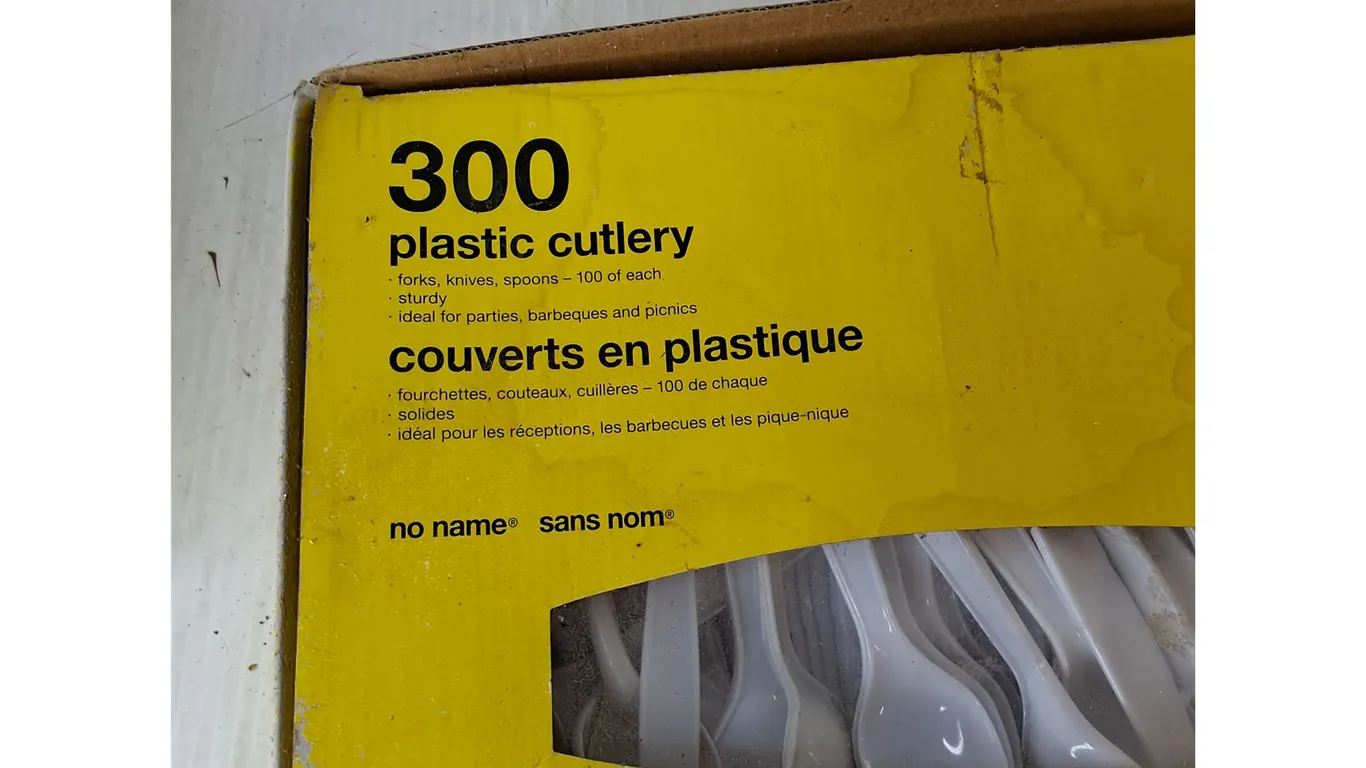 300
plastic cutlery
· forks, knives, spoons – 100 of each
· sturdy
· ideal for parties, barbeques and picnics
couverts en plastique
· fourchettes, couteaux, cuillères – 100 de chaque
· solides
· idéal pour les réceptions, les barbecues et les pique-nique
no name® sans nom®